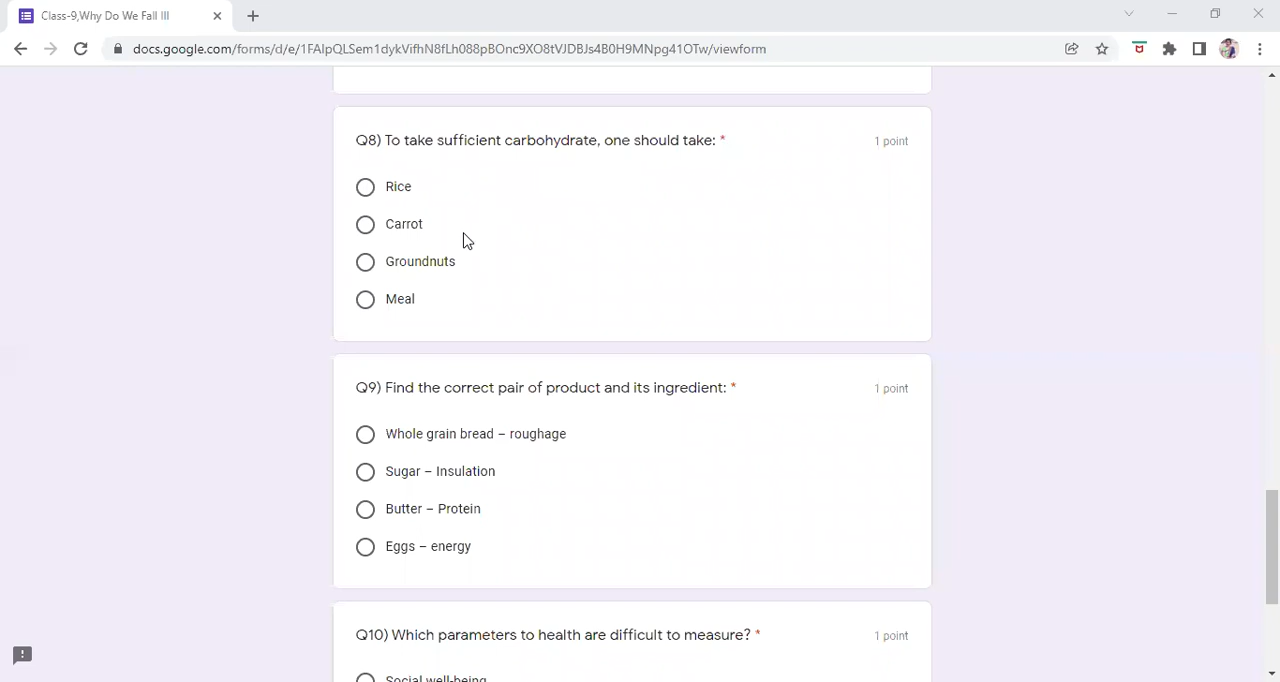 Class-9,Why Do We Fall Ill
docs.google.com/forms/d/e/1FAIpQLSem1dykVifhN8fLh088pBOnc9XO8tVJDBJs4B0H9MNpg41OTw/viewform
Q8) To take sufficient carbohydrate, one should take: *
1 point
Rice
Carrot
Groundnuts
Meal
Q9) Find the correct pair of product and its ingredient: *
1 point
Whole grain bread – roughage
Sugar – Insulation
Butter – Protein
Eggs – energy
Q10) Which parameters to health are difficult to measure? *
1 point
Social well-being